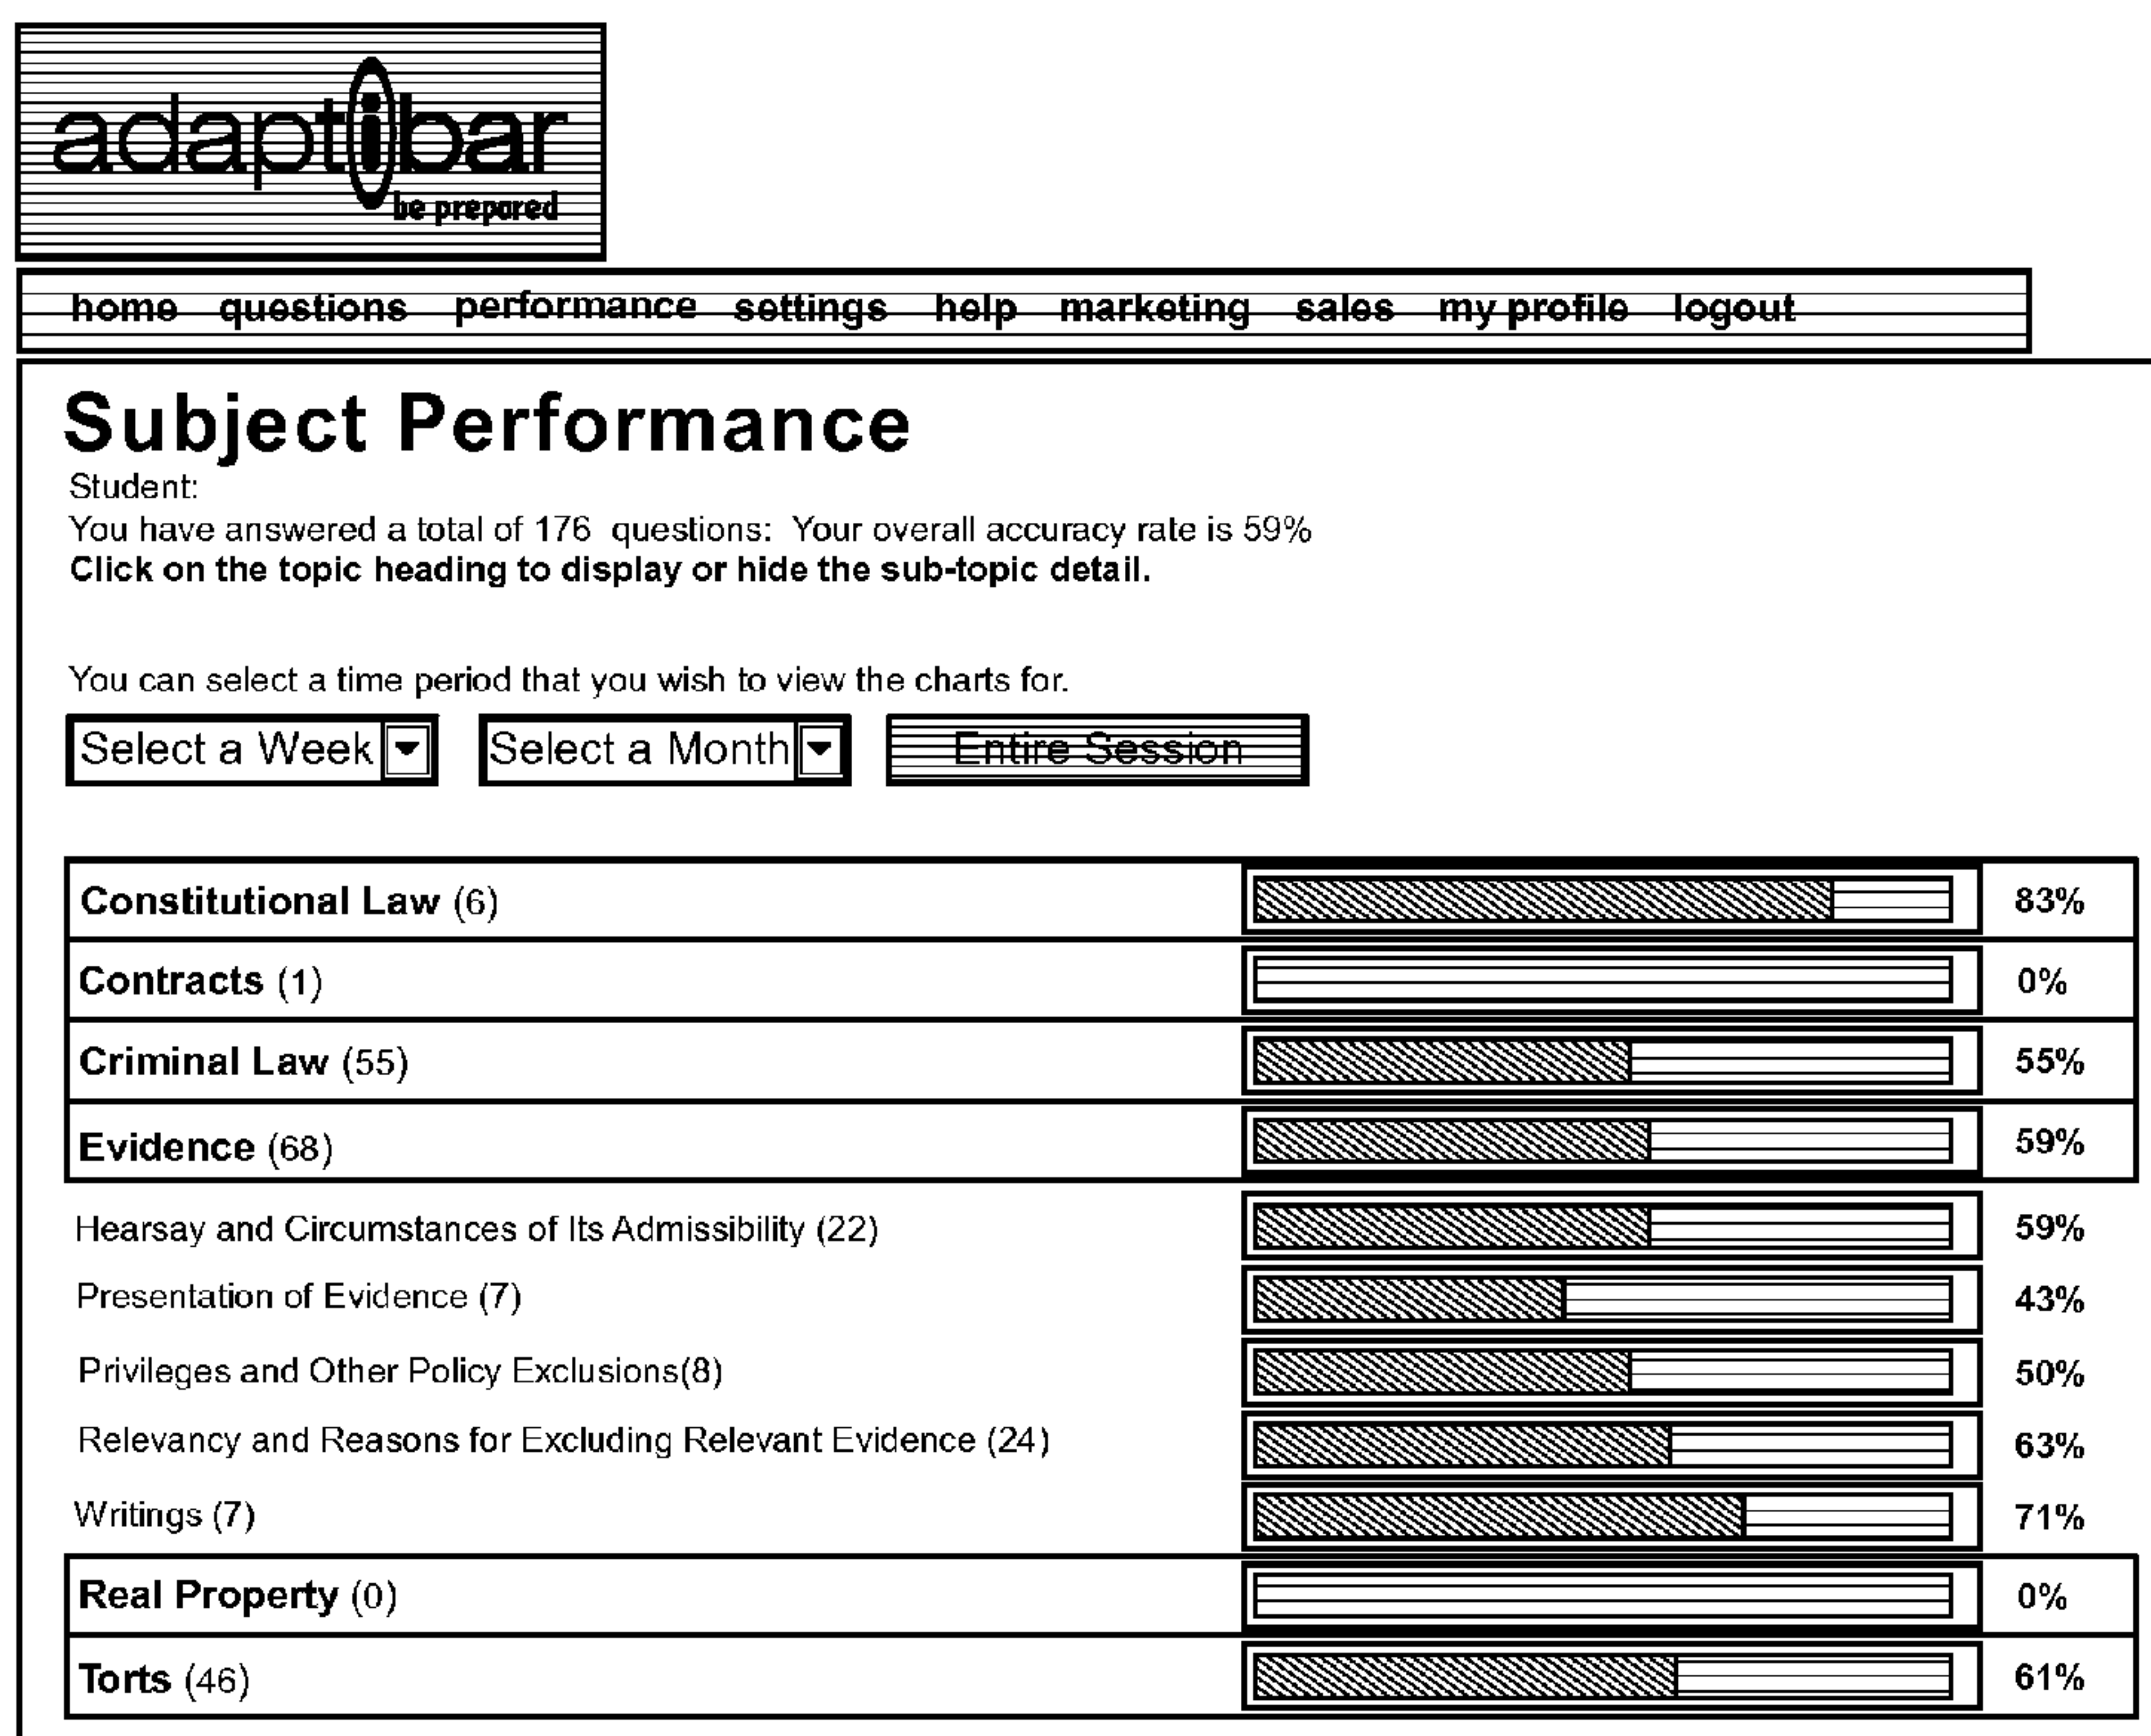 adaptibar
be prepared
home questions performance settings help marketing sales my profile logout
Subject Performance
Student:
You have answered a total of 176 questions: Your overall accuracy rate is 59%
Click on the topic heading to display or hide the sub-topic detail.
You can select a time period that you wish to view the charts for.
Select a Week Select a Month Entire Session
Constitutional Law (6) 83%
Contracts (1) 0%
Criminal Law (55) 55%
Evidence (68) 59%
Hearsay and Circumstances of Its Admissibility (22) 59%
Presentation of Evidence (7) 43%
Privileges and Other Policy Exclusions(8) 50%
Relevancy and Reasons for Excluding Relevant Evidence (24) 63%
Writings (7) 71%
Real Property (0) 0%
Torts (46) 61%